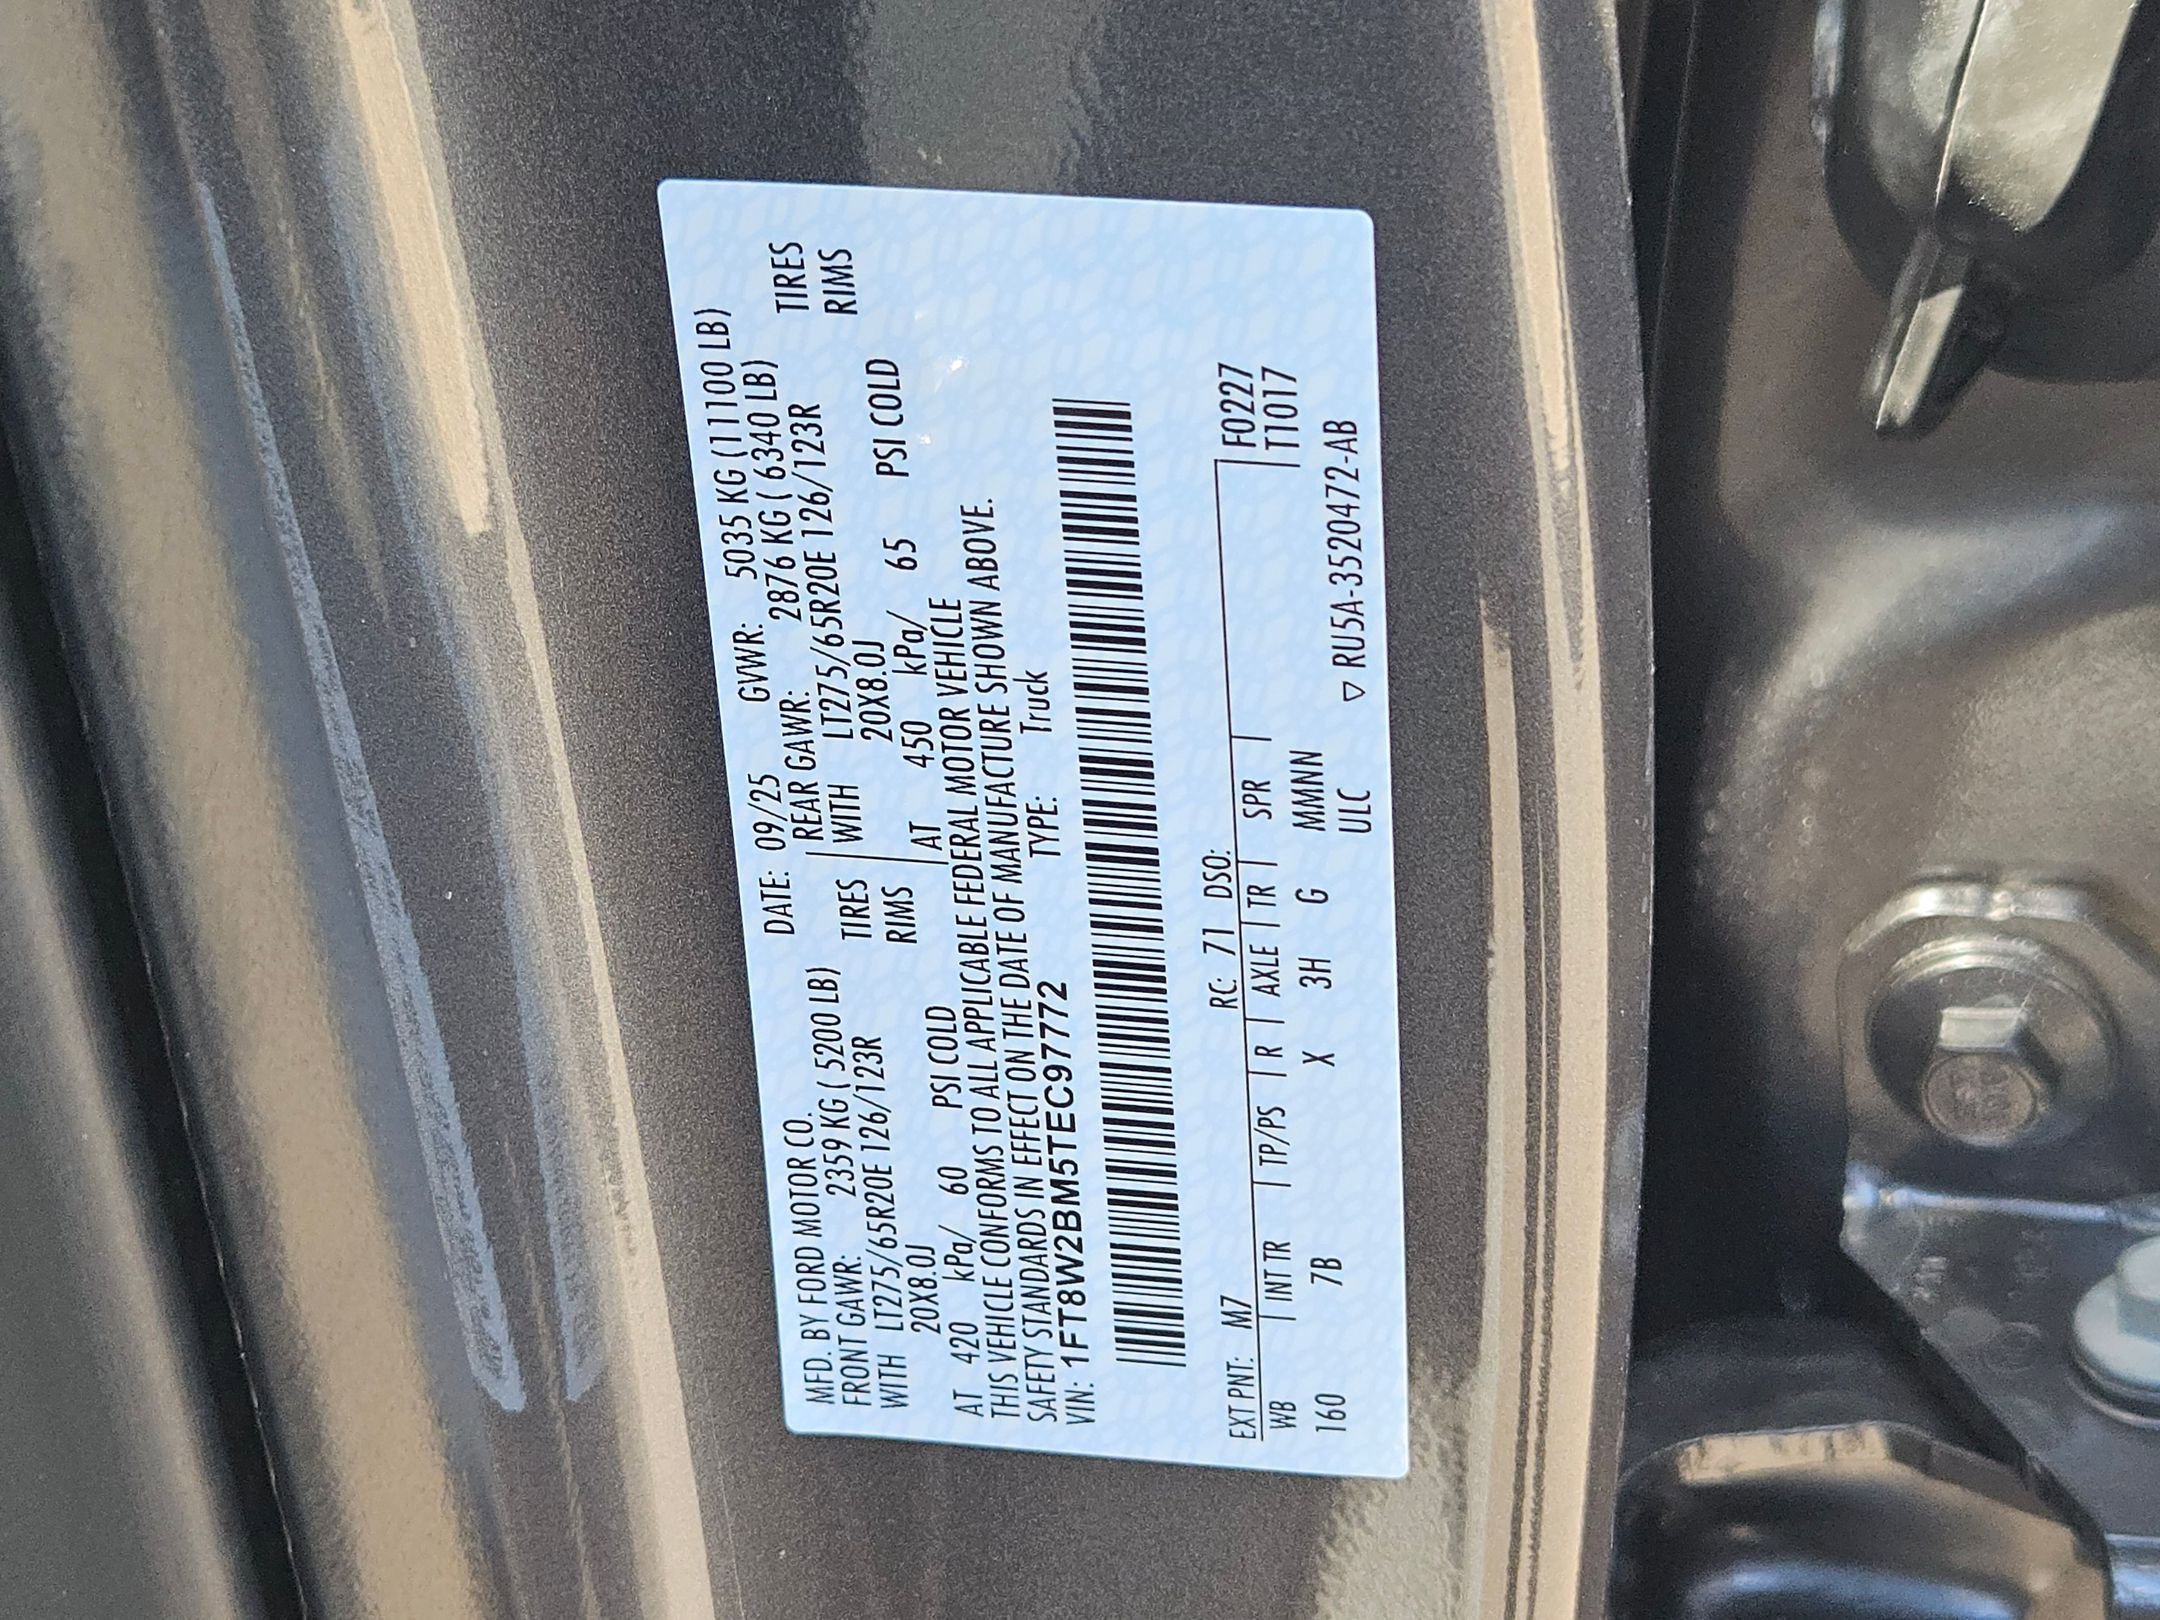 MFD. BY FORD MOTOR CO. DATE: 09/25 GVWR: 5035 KG (11100 LB)
FRONT GAWR: 2359 KG ( 5200 LB) REAR GAWR: 2876 KG ( 6340 LB)
WITH LT275/65R20E 126/123R TIRES WITH LT275/65R20E 126/123R TIRES
20X8.0J RIMS 20X8.0J RIMS
AT 420 kPa/ 60 PSI COLD AT 450 kPa/ 65 PSI COLD
THIS VEHICLE CONFORMS TO ALL APPLICABLE FEDERAL MOTOR VEHICLE
SAFETY STANDARDS IN EFFECT ON THE DATE OF MANUFACTURE SHOWN ABOVE.
VIN: 1FT8W2BM5TEC97772 TYPE: Truck
EXT PNT: M7 RC: 71 DSO: F0227
WB INT TR TP/PS R AXLE TR SPR T1017
160 7B X 3H G MMNN
ULC ▽ RU5A-3520472-AB